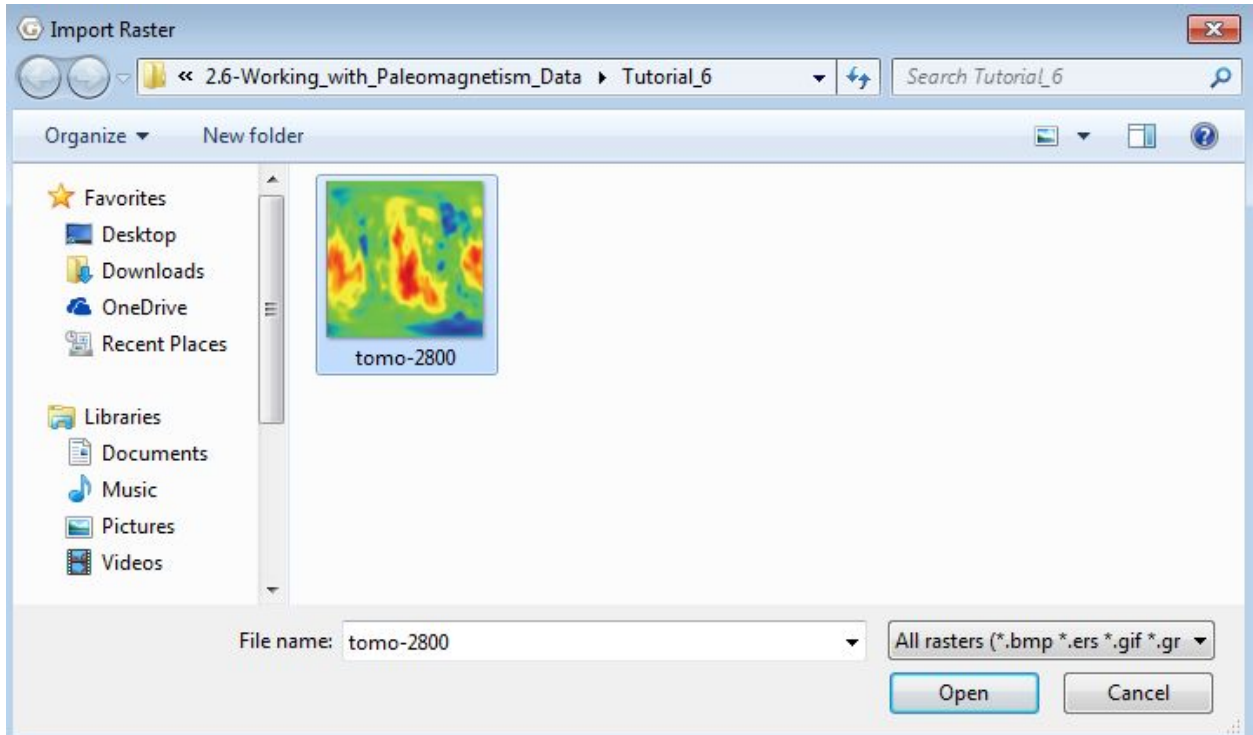 Import Raster
« 2.6-Working_with_Paleomagnetism_Data ▸ Tutorial_6
Search Tutorial_6
Organize
New folder
Favorites
Desktop
Downloads
OneDrive
Recent Places
Libraries
Documents
Music
Pictures
Videos
tomo-2800
File name: tomo-2800
All rasters (*.bmp *.ers *.gif *.gr
Open
Cancel